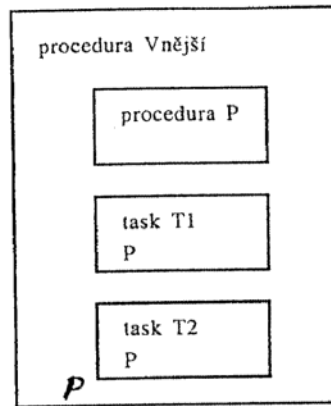 procedura Vnější
procedura P
task T1
P
task T2
P
P